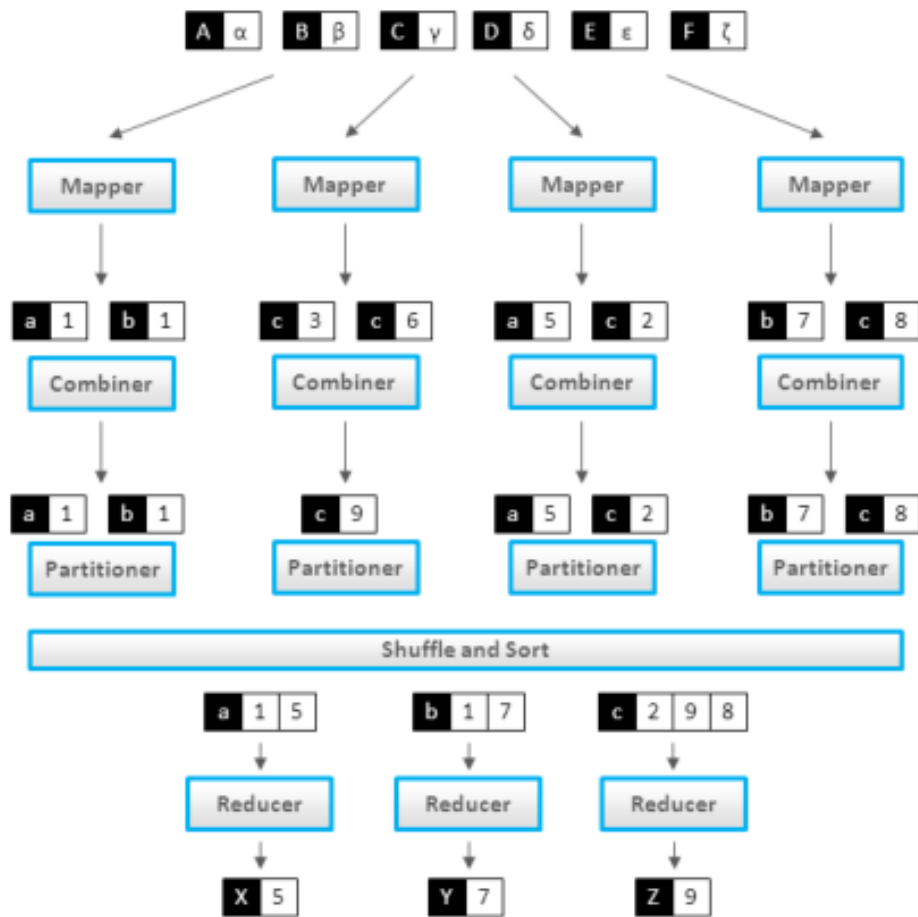 A α B β C γ D δ E ε F ζ
Mapper Mapper Mapper Mapper
a 1 b 1 c 3 c 6 a 5 c 2 b 7 c 8
Combiner Combiner Combiner Combiner
a 1 b 1 c 9 a 5 c 2 b 7 c 8
Partitioner Partitioner Partitioner Partitioner
Shuffle and Sort
a 1 5 b 1 7 c 2 9 8
Reducer Reducer Reducer
X 5 Y 7 Z 9